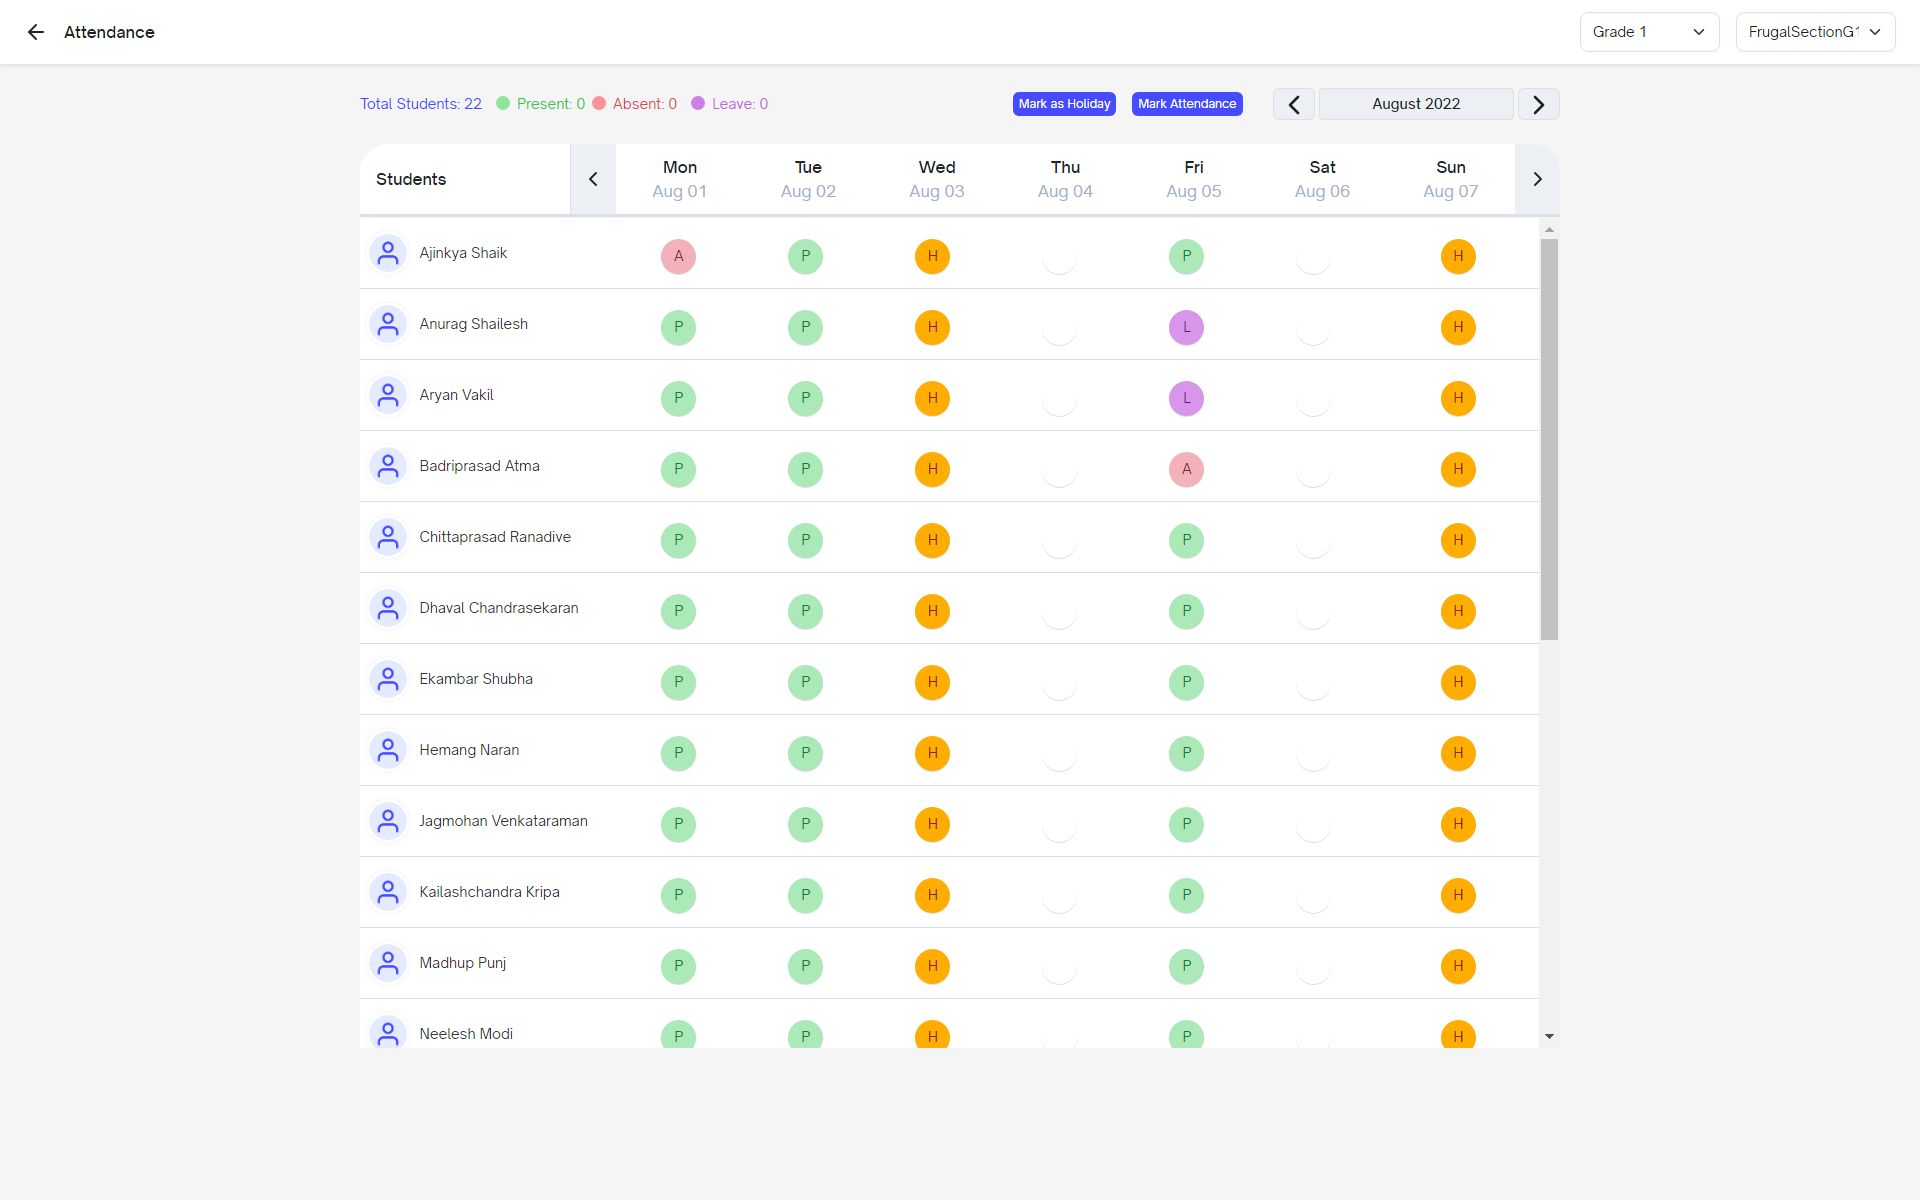 Attendance
Grade 1
FrugalSectionG1
Total Students: 22 Present: 0 Absent: 0 Leave: 0
Mark as Holiday
Mark Attendance
August 2022
Students
Mon Tue Wed Thu Fri Sat Sun
Aug 01 Aug 02 Aug 03 Aug 04 Aug 05 Aug 06 Aug 07
Ajinkya Shaik A P H P H
Anurag Shailesh P P H L H
Aryan Vakil P P H L H
Badriprasad Atma P P H A H
Chittaprasad Ranadive P P H P H
Dhaval Chandrasekaran P P H P H
Ekambar Shubha P P H P H
Hemang Naran P P H P H
Jagmohan Venkataraman P P H P H
Kailashchandra Kripa P P H P H
Madhup Punj P P H P H
Neelesh Modi P P H P H